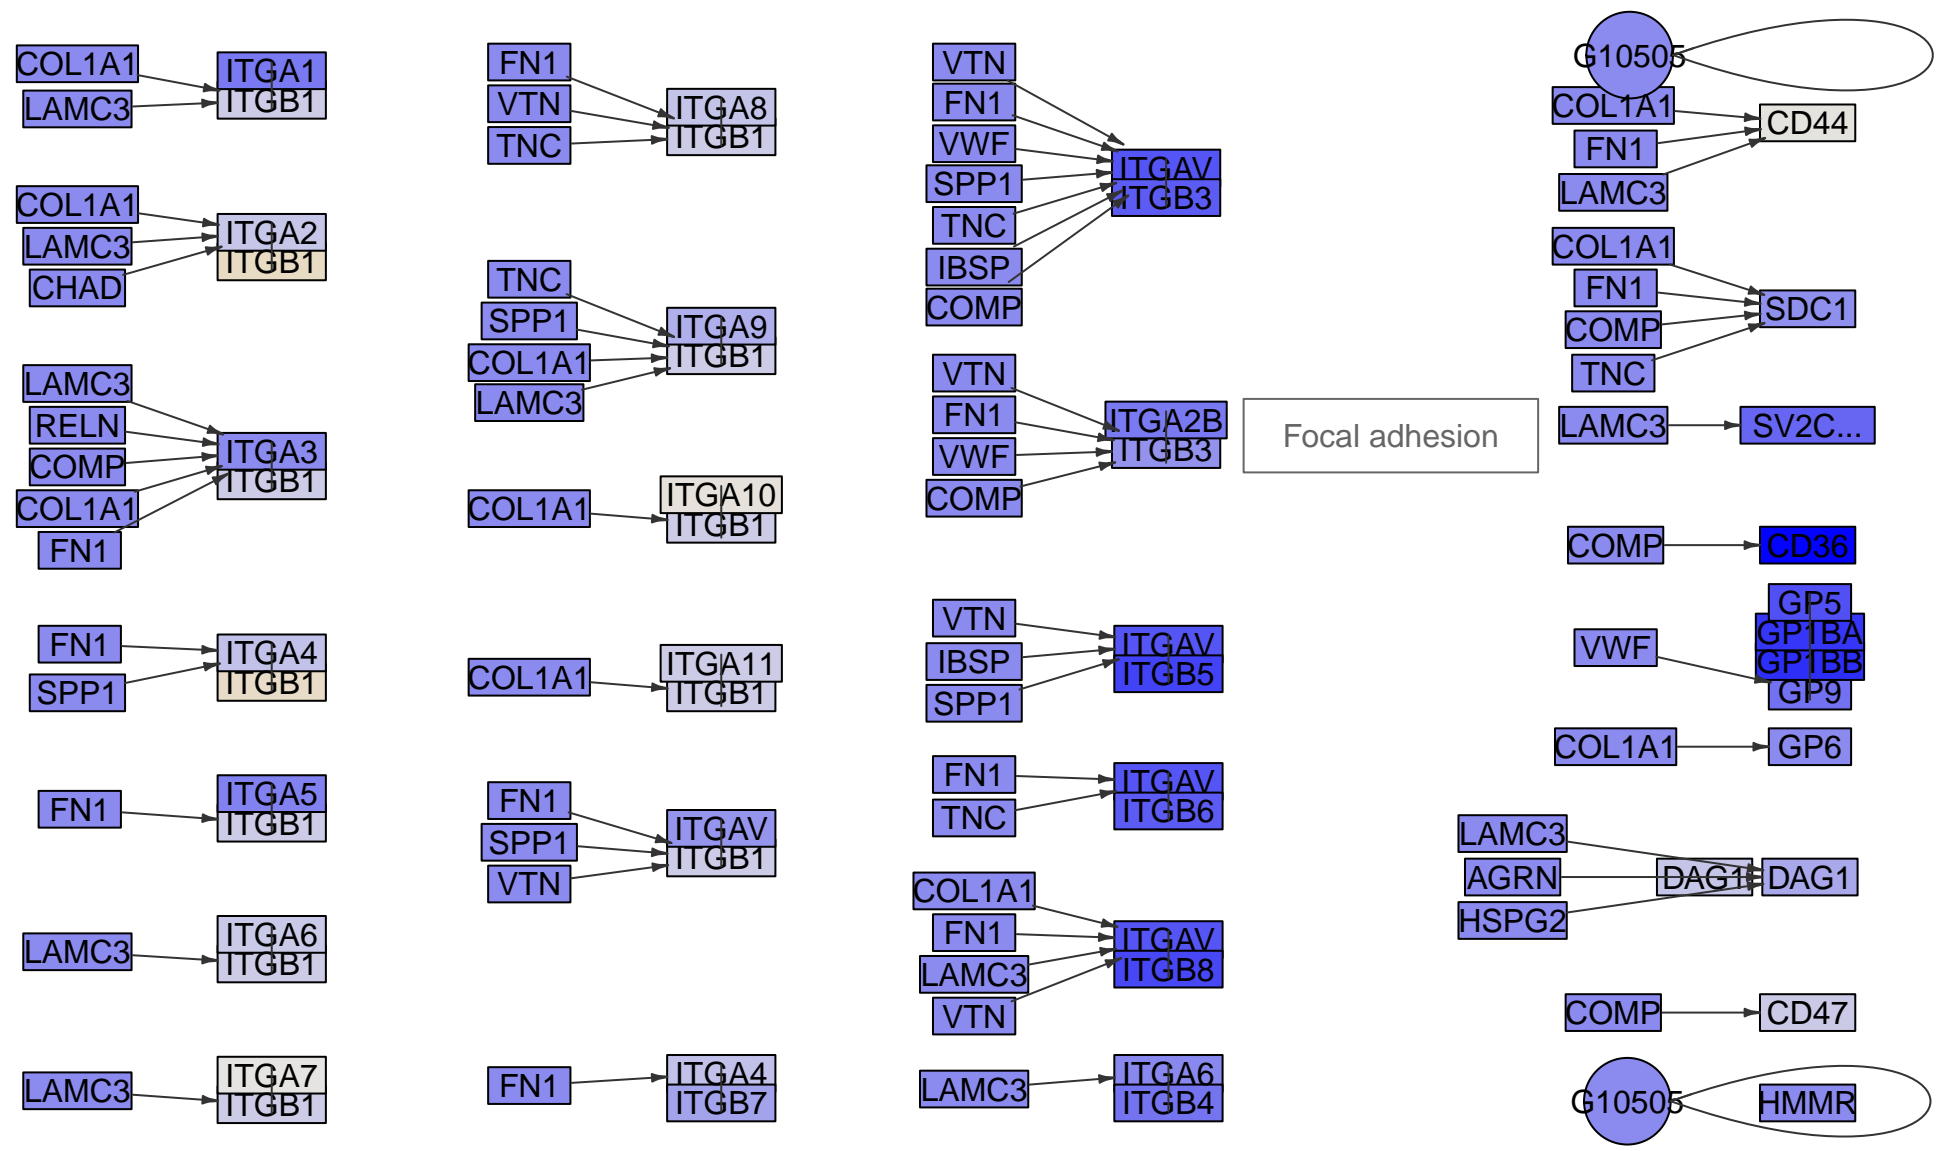 COL1A1
LAMC3
ITGA1
ITGB1
COL1A1
LAMC3
CHAD
ITGA2
ITGB1
LAMC3
RELN
COMP
COL1A1
FN1
ITGA3
ITGB1
FN1
SPP1
ITGA4
ITGB1
FN1
ITGA5
ITGB1
LAMC3
ITGA6
ITGB1
LAMC3
ITGA7
ITGB1
FN1
VTN
TNC
ITGA8
ITGB1
TNC
SPP1
COL1A1
LAMC3
ITGA9
ITGB1
COL1A1
ITGA10
ITGB1
COL1A1
ITGA11
ITGB1
FN1
SPP1
VTN
ITGAV
ITGB1
FN1
ITGA4
ITGB7
VTN
FN1
VWF
SPP1
TNC
IBSP
COMP
ITGAV
ITGB3
VTN
FN1
VWF
COMP
ITGA2B
ITGB3
Focal adhesion
VTN
IBSP
SPP1
ITGAV
ITGB5
FN1
TNC
ITGAV
ITGB6
COL1A1
FN1
LAMC3
VTN
ITGAV
ITGB8
LAMC3
ITGA6
ITGB4
G10505
COL1A1
FN1
LAMC3
CD44
COL1A1
FN1
COMP
TNC
SDC1
LAMC3
SV2C...
COMP
CD36
VWF
GP5
GP1BA
GP1BB
GP9
COL1A1
GP6
LAMC3
AGRN
HSPG2
DAG1
DAG1
COMP
CD47
G10505
HMMR